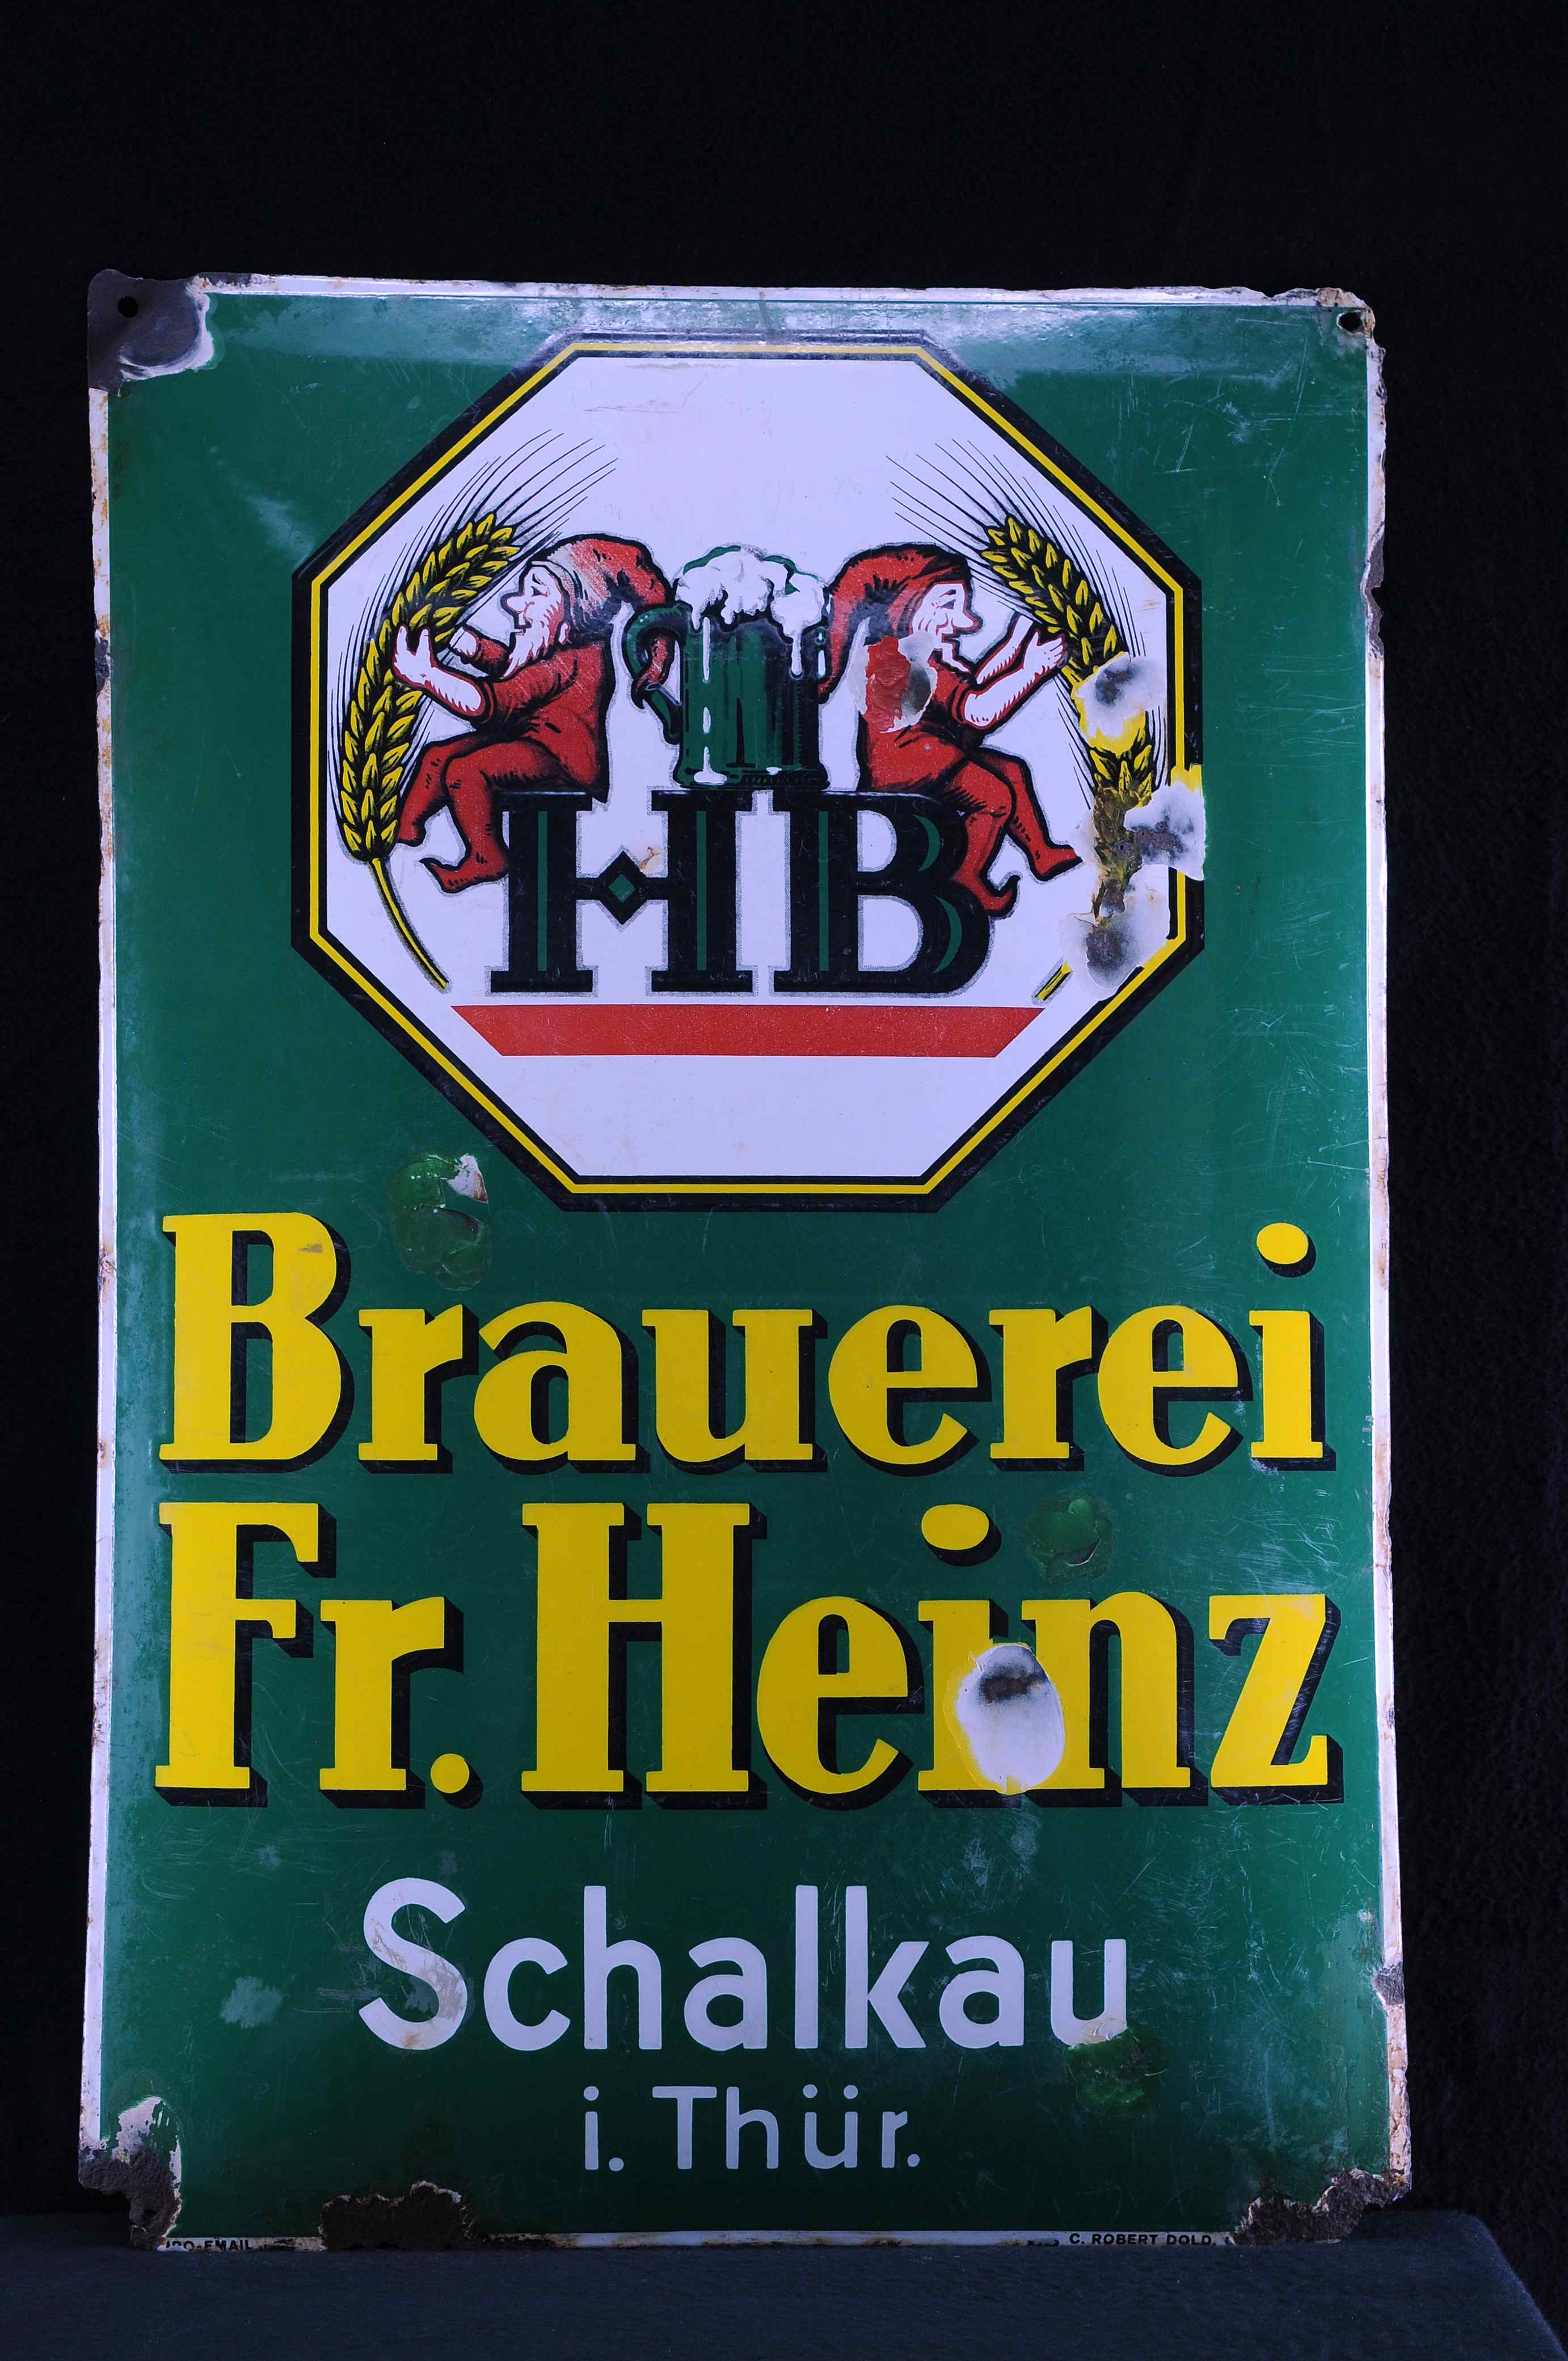 HB
Brauerei
Fr. Heinz
Schalkau
i. Thür.
C. ROBERT DOLD.